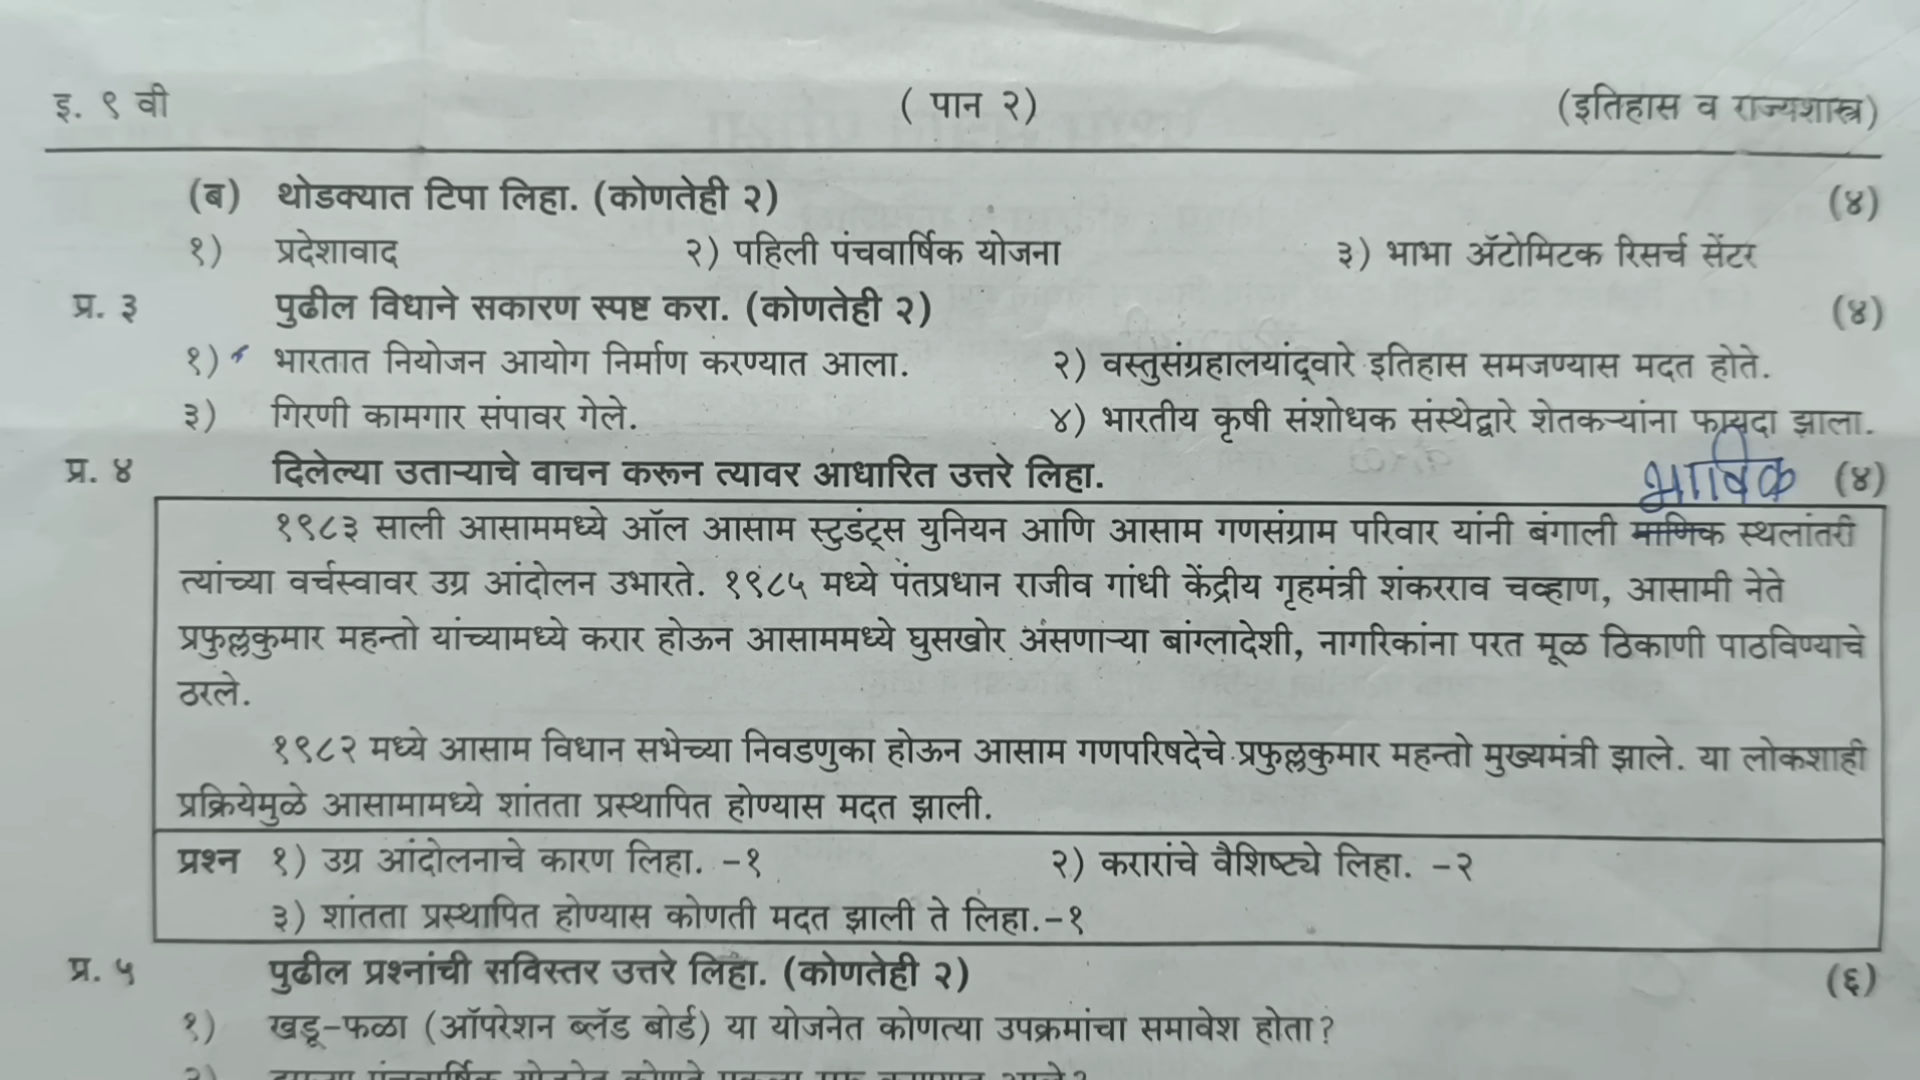 इ. ९ वी ( पान २) (इतिहास व राज्यशास्त्र)
(ब) थोडक्यात टिपा लिहा. (कोणतेही २) (४)
१) प्रदेशावाद २) पहिली पंचवार्षिक योजना ३) भाभा ॲटोमिटक रिसर्च सेंटर
प्र. ३ पुढील विधाने सकारण स्पष्ट करा. (कोणतेही २) (४)
१) भारतात नियोजन आयोग निर्माण करण्यात आला. २) वस्तुसंग्रहालयांद्वारे इतिहास समजण्यास मदत होते.
३) गिरणी कामगार संपावर गेले. ४) भारतीय कृषी संशोधक संस्थेद्वारे शेतकऱ्यांना फायदा झाला.
प्र. ४ दिलेल्या उताऱ्याचे वाचन करून त्यावर आधारित उत्तरे लिहा. भाषिक (४)
१९८३ साली आसाममध्ये ऑल आसाम स्टुडंट्स युनियन आणि आसाम गणसंग्राम परिवार यांनी बंगाली माणिक स्थलांतरी
त्यांच्या वर्चस्वावर उग्र आंदोलन उभारते. १९८५ मध्ये पंतप्रधान राजीव गांधी केंद्रीय गृहमंत्री शंकरराव चव्हाण, आसामी नेते
प्रफुल्लकुमार महन्तो यांच्यामध्ये करार होऊन आसाममध्ये घुसखोर अंसणाऱ्या बांग्लादेशी, नागरिकांना परत मूळ ठिकाणी पाठविण्याचे
ठरले.
१९८२ मध्ये आसाम विधान सभेच्या निवडणुका होऊन आसाम गणपरिषदेचे प्रफुल्लकुमार महन्तो मुख्यमंत्री झाले. या लोकशाही
प्रक्रियेमुळे आसामामध्ये शांतता प्रस्थापित होण्यास मदत झाली.
प्रश्न १) उग्र आंदोलनाचे कारण लिहा. -१ २) करारांचे वैशिष्ट्ये लिहा. -२
३) शांतता प्रस्थापित होण्यास कोणती मदत झाली ते लिहा.-१
प्र. ५ पुढील प्रश्नांची सविस्तर उत्तरे लिहा. (कोणतेही २) (६)
१) खडू-फळा (ऑपरेशन ब्लॅड बोर्ड) या योजनेत कोणत्या उपक्रमांचा समावेश होता?